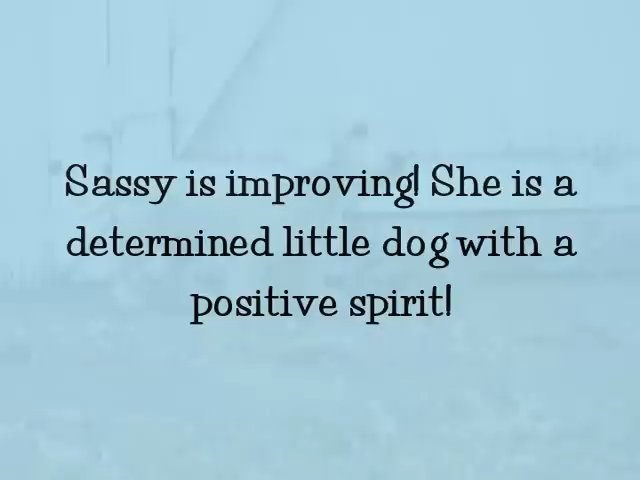 Sassy is improving! She is a
determined little dog with a
positive spirit!